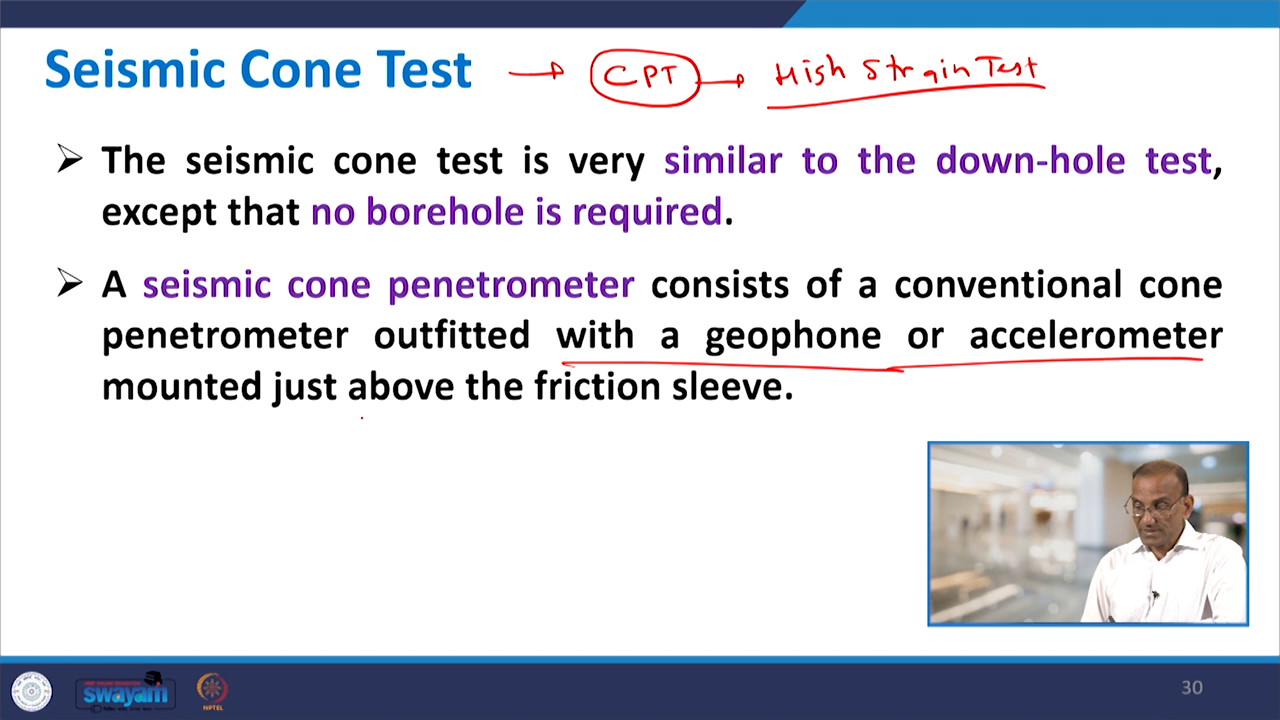 Seismic Cone Test → CPT → High Strain Test
➢ The seismic cone test is very similar to the down-hole test,
except that no borehole is required.
➢ A seismic cone penetrometer consists of a conventional cone
penetrometer outfitted with a geophone or accelerometer
mounted just above the friction sleeve.
swayam
NPTEL
30